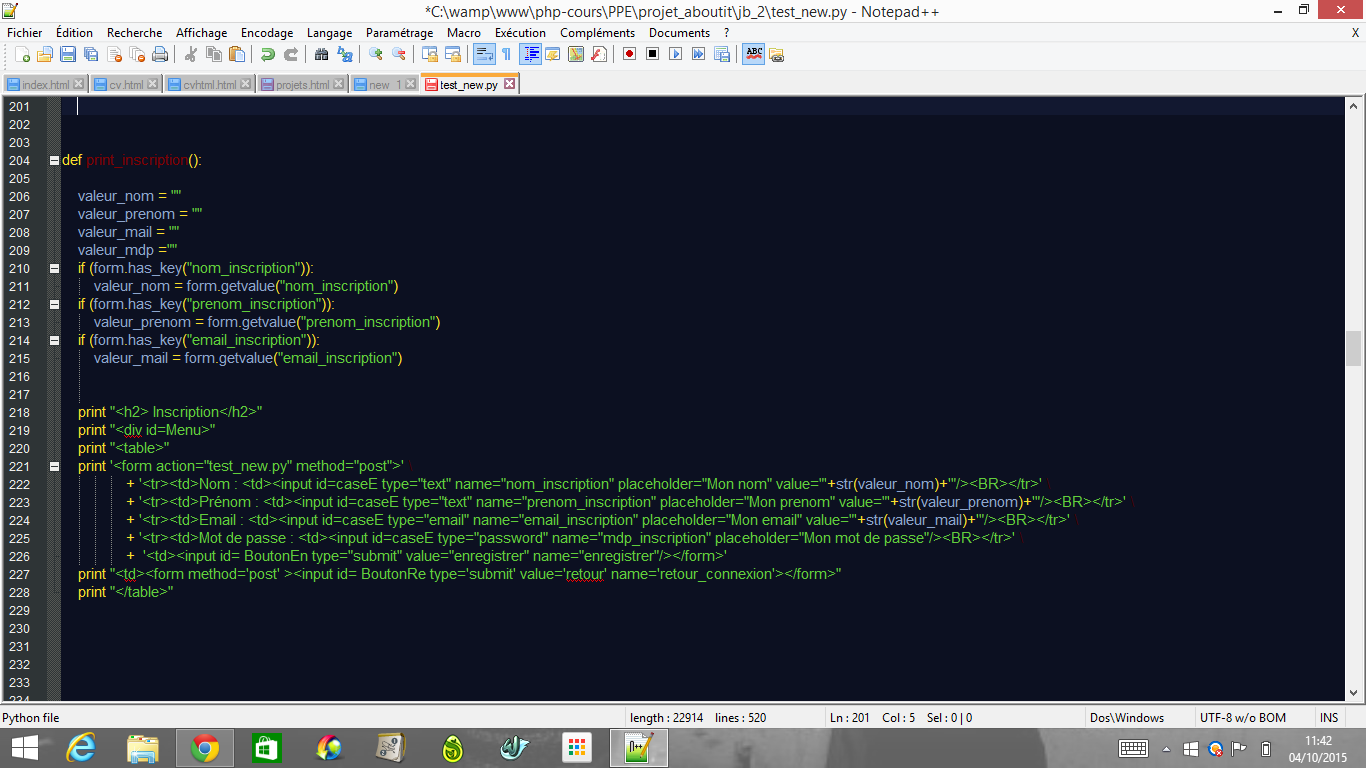 *C:\wamp\www\php-cours\PPE\projet_aboutit\jb_2\test_new.py - Notepad++
Fichier Édition Recherche Affichage Encodage Langage Paramétrage Macro Exécution Compléments Documents ? X
index.html cv.html cvhtml.html projets.html new 1 test_new.py
201
202
203
204 def print_inscription():
205
206 valeur_nom = ""
207 valeur_prenom = ""
208 valeur_mail = ""
209 valeur_mdp =""
210 if (form.has_key("nom_inscription")):
211 valeur_nom = form.getvalue("nom_inscription")
212 if (form.has_key("prenom_inscription")):
213 valeur_prenom = form.getvalue("prenom_inscription")
214 if (form.has_key("email_inscription")):
215 valeur_mail = form.getvalue("email_inscription")
216
217
218 print "<h2> Inscription</h2>"
219 print "<div id=Menu>"
220 print "<table>"
221 print '<form action="test_new.py" method="post">'
222 + '<tr><td>Nom : <td><input id=caseE type="text" name="nom_inscription" placeholder="Mon nom" value="'+str(valeur_nom)+'"/><BR></tr>'
223 + '<tr><td>Prénom : <td><input id=caseE type="text" name="prenom_inscription" placeholder="Mon prenom" value="'+str(valeur_prenom)+'"/><BR></tr>'
224 + '<tr><td>Email : <td><input id=caseE type="email" name="email_inscription" placeholder="Mon email" value="'+str(valeur_mail)+'"/><BR></tr>'
225 + '<tr><td>Mot de passe : <td><input id=caseE type="password" name="mdp_inscription" placeholder="Mon mot de passe"/><BR></tr>'
226 + '<td><input id= BoutonEn type="submit" value="enregistrer" name="enregistrer"/></form>'
227 print "<td><form method='post' ><input id= BoutonRe type='submit' value='retour' name='retour_connexion'></form>"
228 print "</table>"
229
230
231
232
233
234
Python file length : 22914 lines : 520 Ln : 201 Col : 5 Sel : 0 | 0 Dos\Windows UTF-8 w/o BOM INS
11:42
04/10/2015